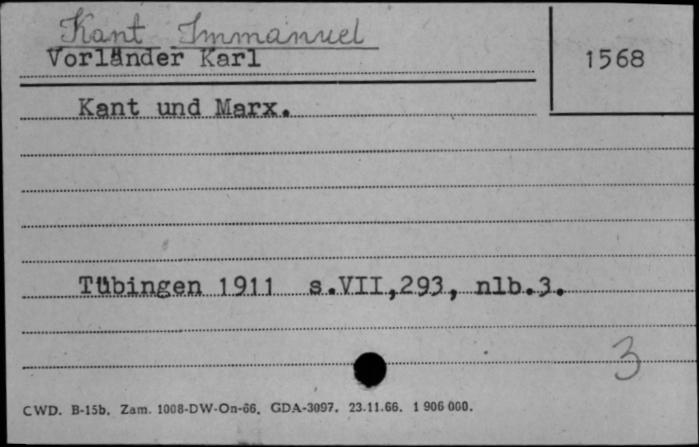 Kant Immanuel
Vorländer Karl
1568
Kant und Marx.
Tübingen 1911 s.VII,293, nlb.3.
3
CWD. B-15b. Zam. 1008-DW-On-66. GDA-3097. 23.11.66. 1 906 000.